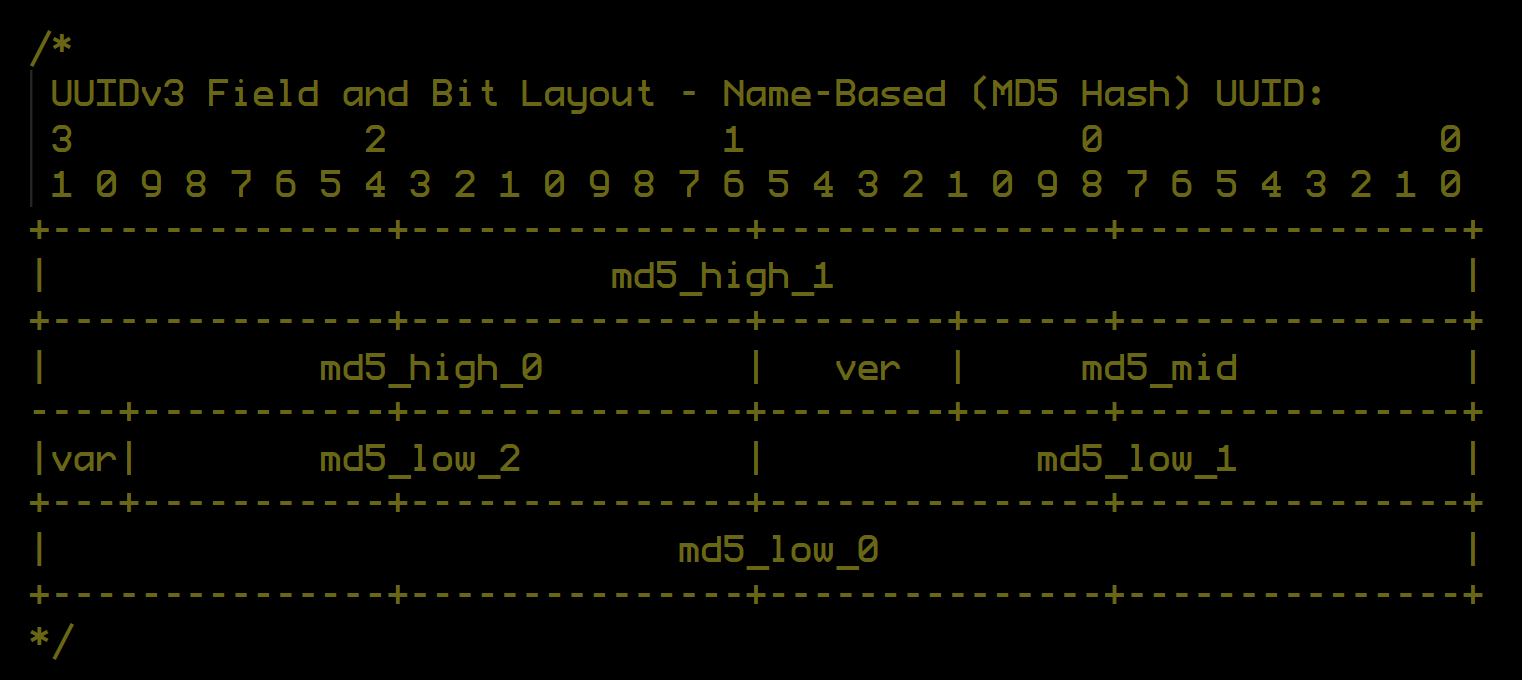 /*
 UUIDv3 Field and Bit Layout - Name-Based (MD5 Hash) UUID:
 3             2               1               0               0
 1 0 9 8 7 6 5 4 3 2 1 0 9 8 7 6 5 4 3 2 1 0 9 8 7 6 5 4 3 2 1 0
+---------------+---------------+---------------+---------------+
|                         md5_high_1                            |
+---------------+---------------+--------+------+---------------+
|            md5_high_0         |   ver  |     md5_mid          |
----+-----------+---------------+--------+------+---------------+
|var|        md5_low_2          |            md5_low_1          |
+---+-----------+---------------+---------------+---------------+
|                            md5_low_0                          |
+---------------+---------------+---------------+---------------+
*/